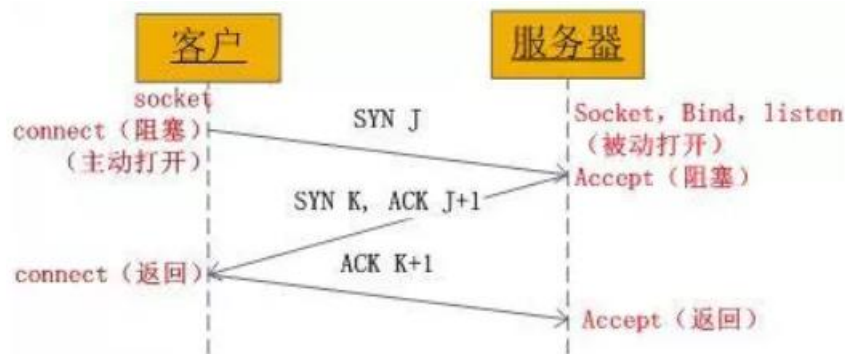 客户
服务器
socket
connect（阻塞）
（主动打开）
SYN J
Socket, Bind, listen
（被动打开）
Accept（阻塞）
SYN K, ACK J+1
connect（返回）
ACK K+1
Accept（返回）